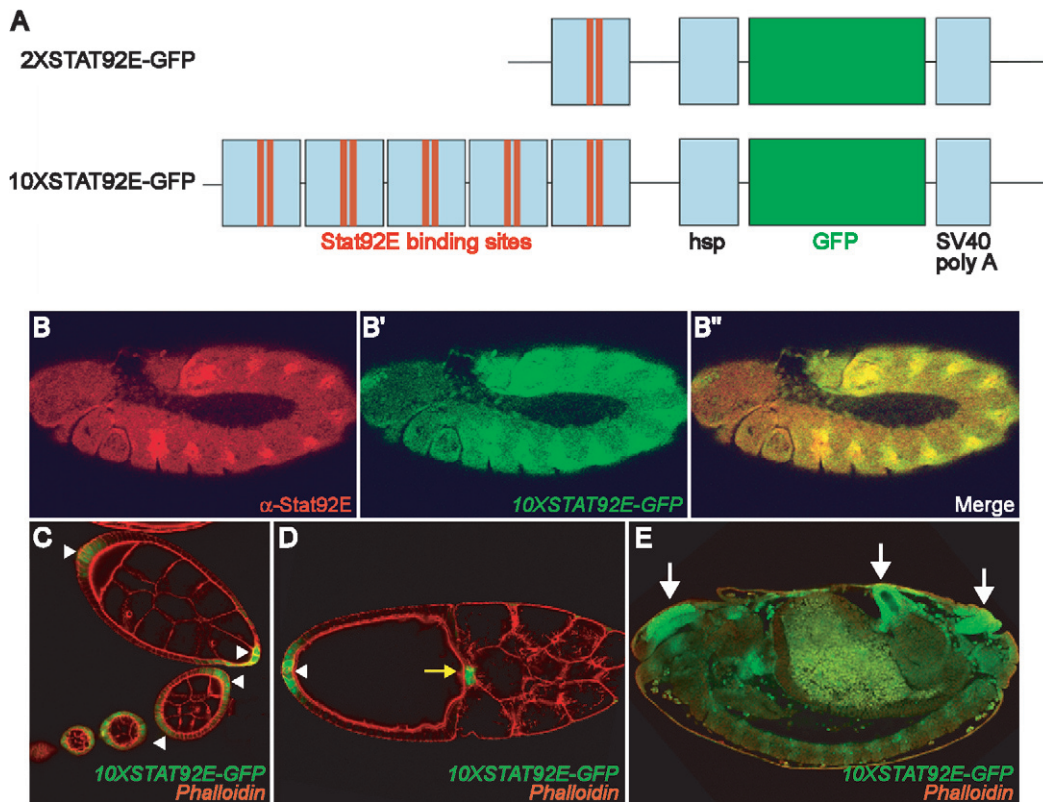 A
2XSTAT92E-GFP
10XSTAT92E-GFP
Stat92E binding sites
hsp
GFP
SV40
poly A
B
α-Stat92E
B'
10XSTAT92E-GFP
B"
Merge
C
10XSTAT92E-GFP
Phalloidin
D
10XSTAT92E-GFP
Phalloidin
E
10XSTAT92E-GFP
Phalloidin